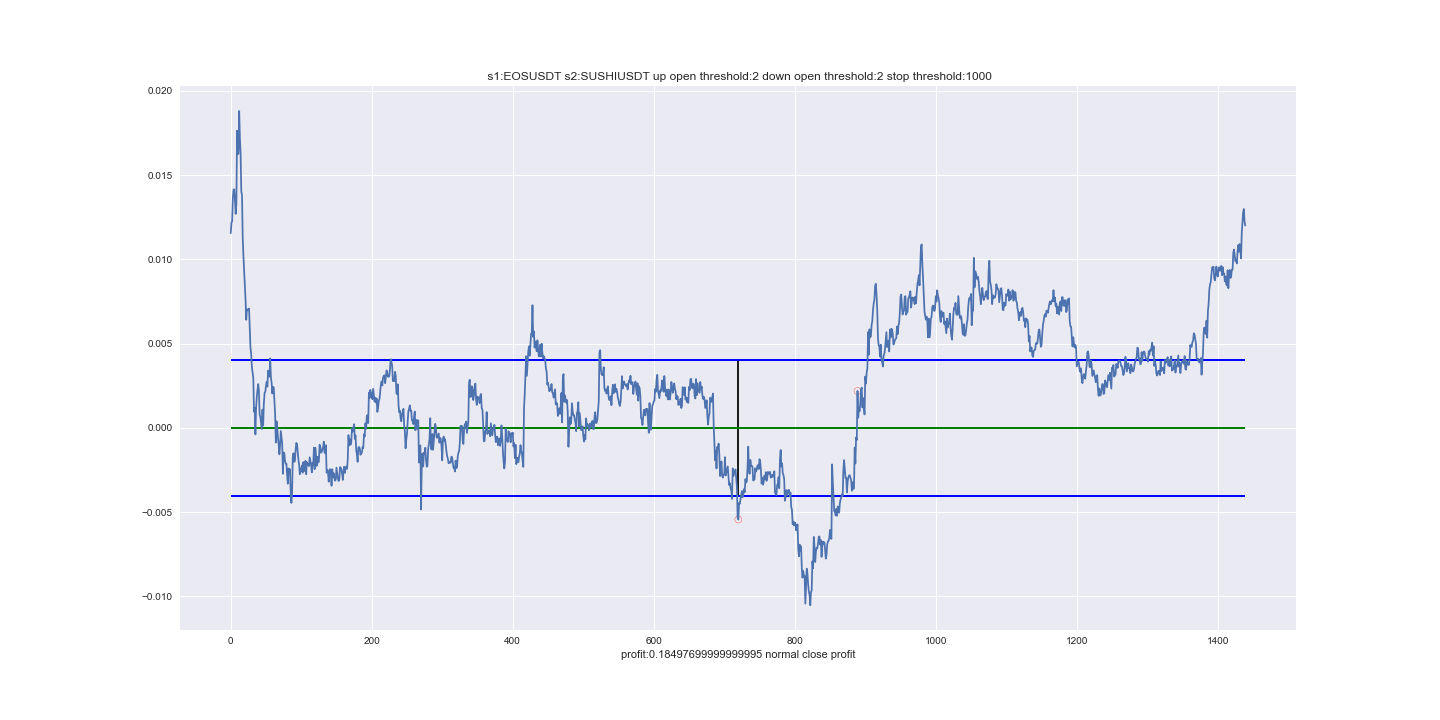 s1:EOSUSDT s2:SUSHIUSDT up open threshold:2 down open threshold:2 stop threshold:1000
0.020
0.015
0.010
0.005
0.000
−0.005
−0.010
0 200 400 600 800 1000 1200 1400
profit:0.18497699999999995 normal close profit